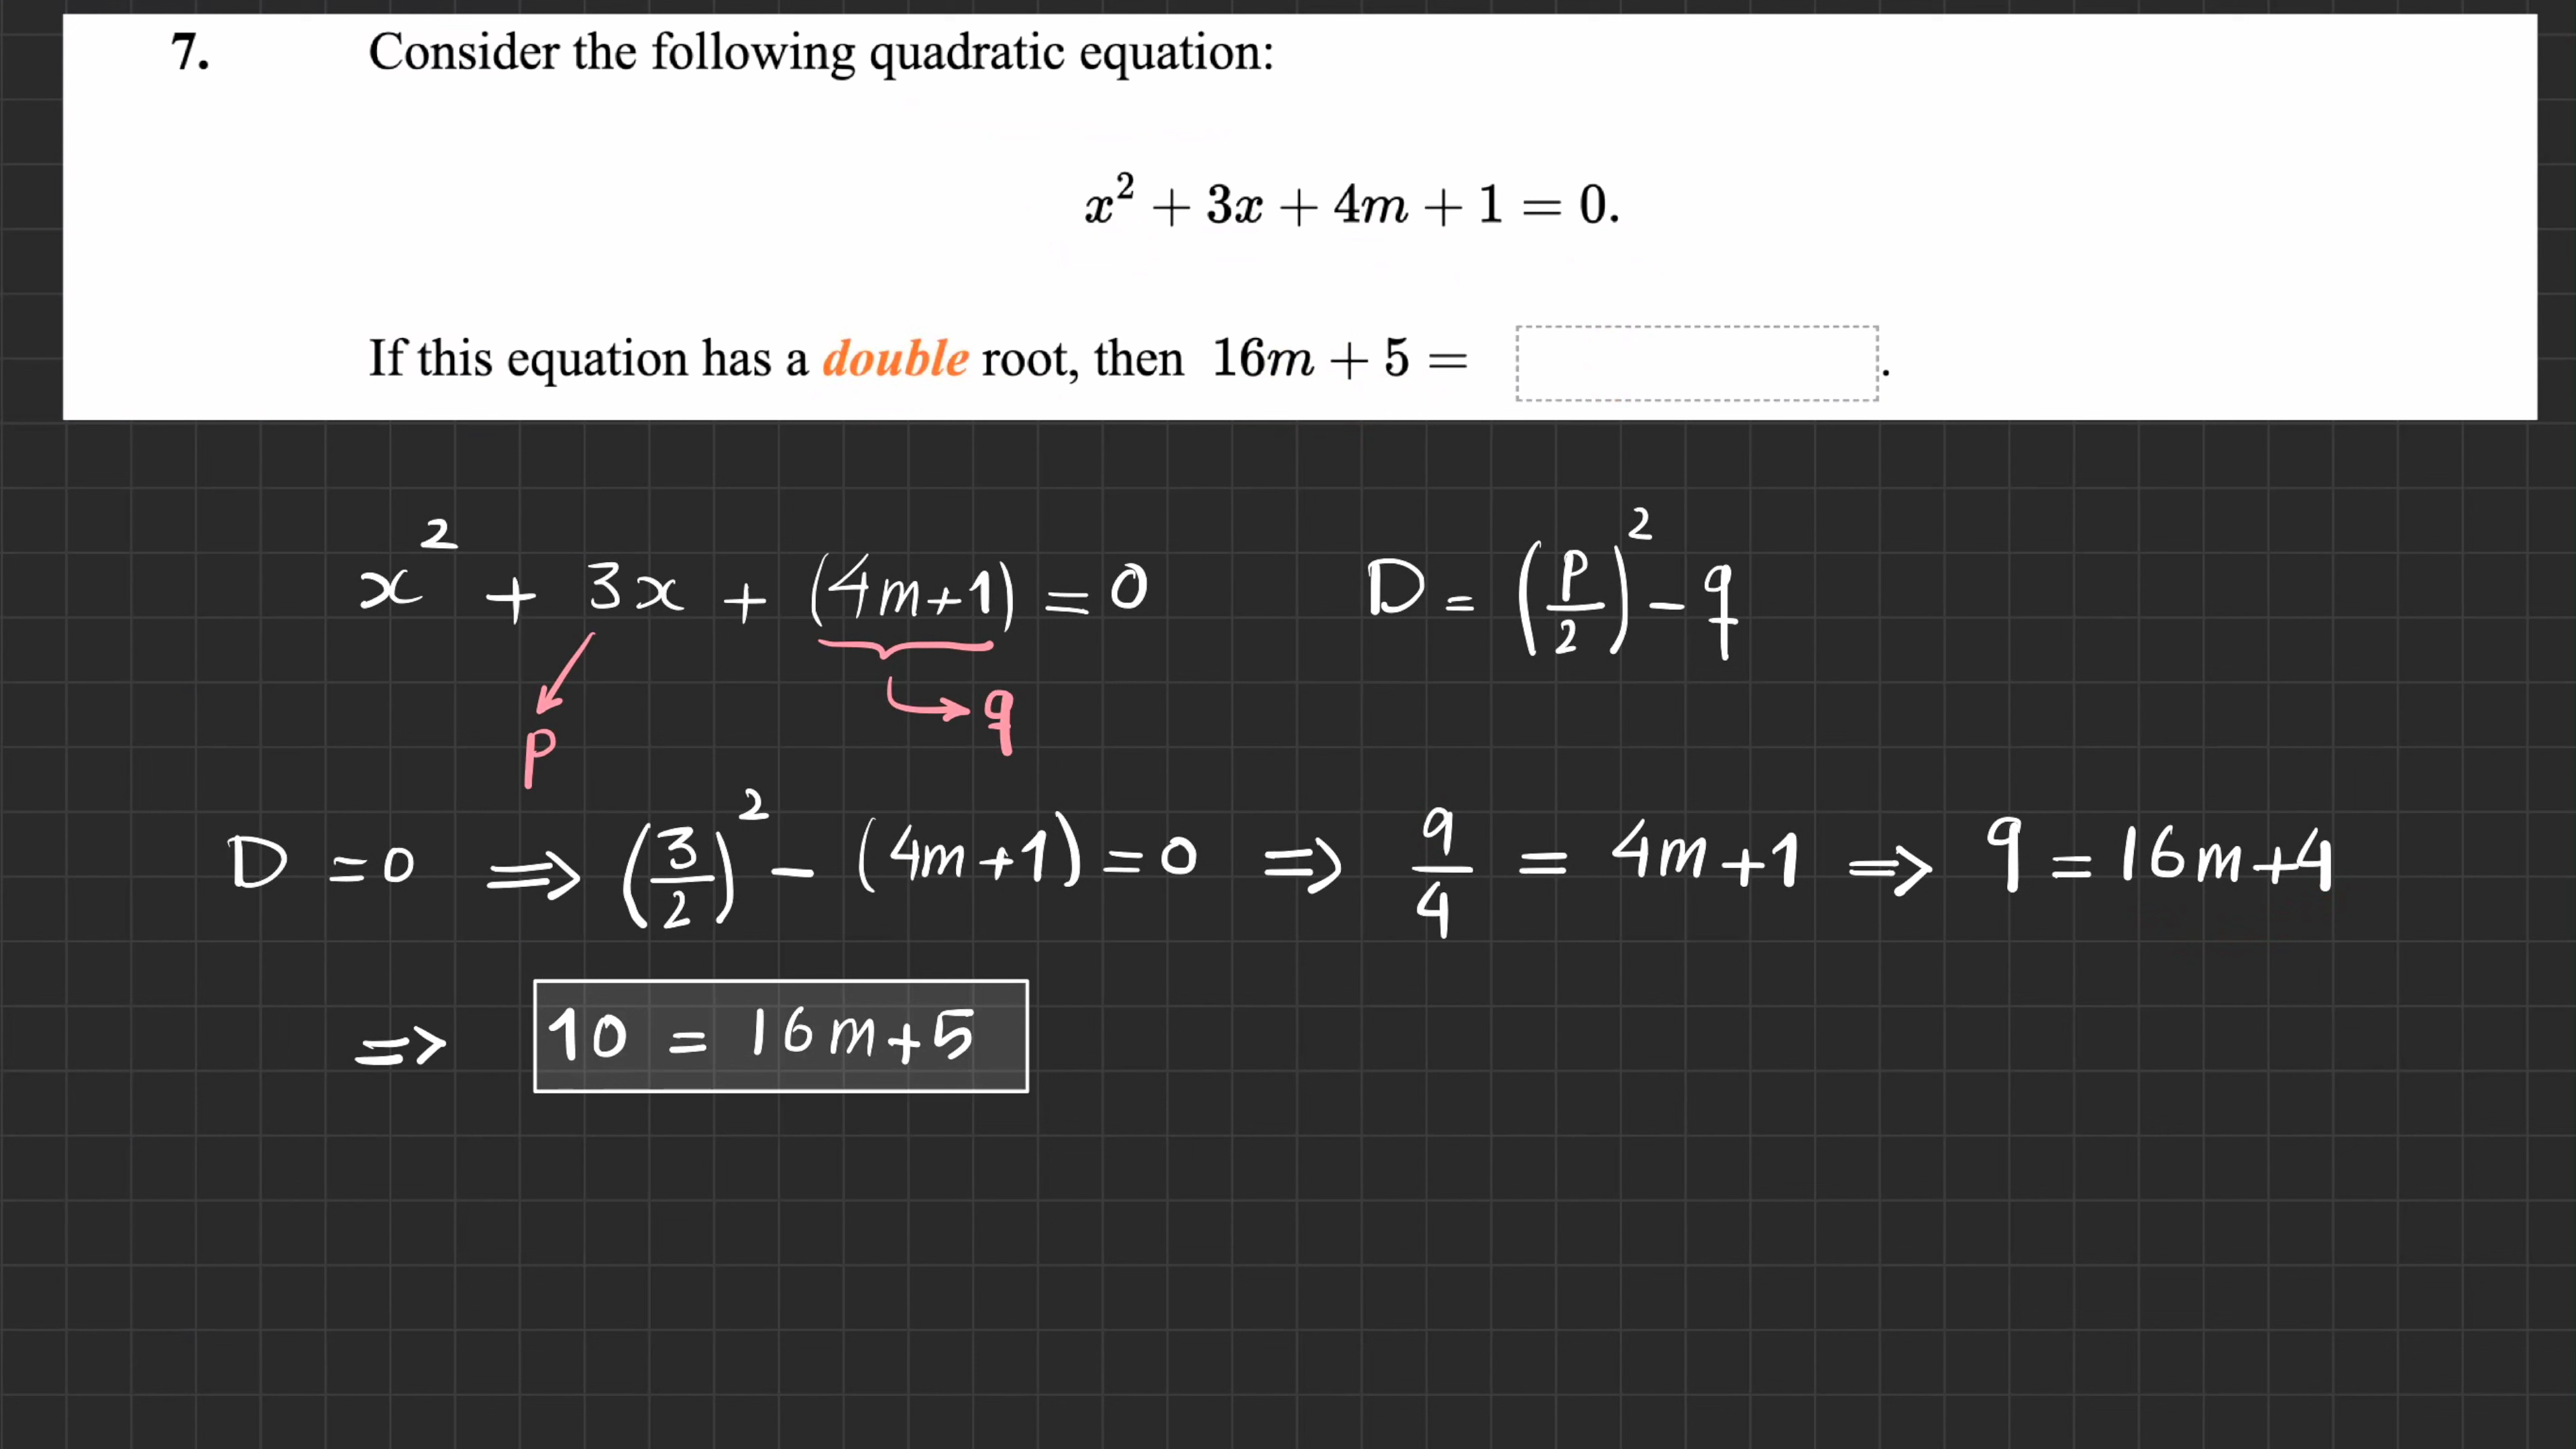 7. Consider the following quadratic equation:
x² + 3x + 4m + 1 = 0.
If this equation has a double root, then 16m + 5 = .
x² + 3x + (4m+1) = 0 D = (p/2)² - q
p q
D = 0 ⇒ (3/2)² - (4m+1) = 0 ⇒ 9/4 = 4m+1 ⇒ 9 = 16m+4
⇒ 10 = 16m+5